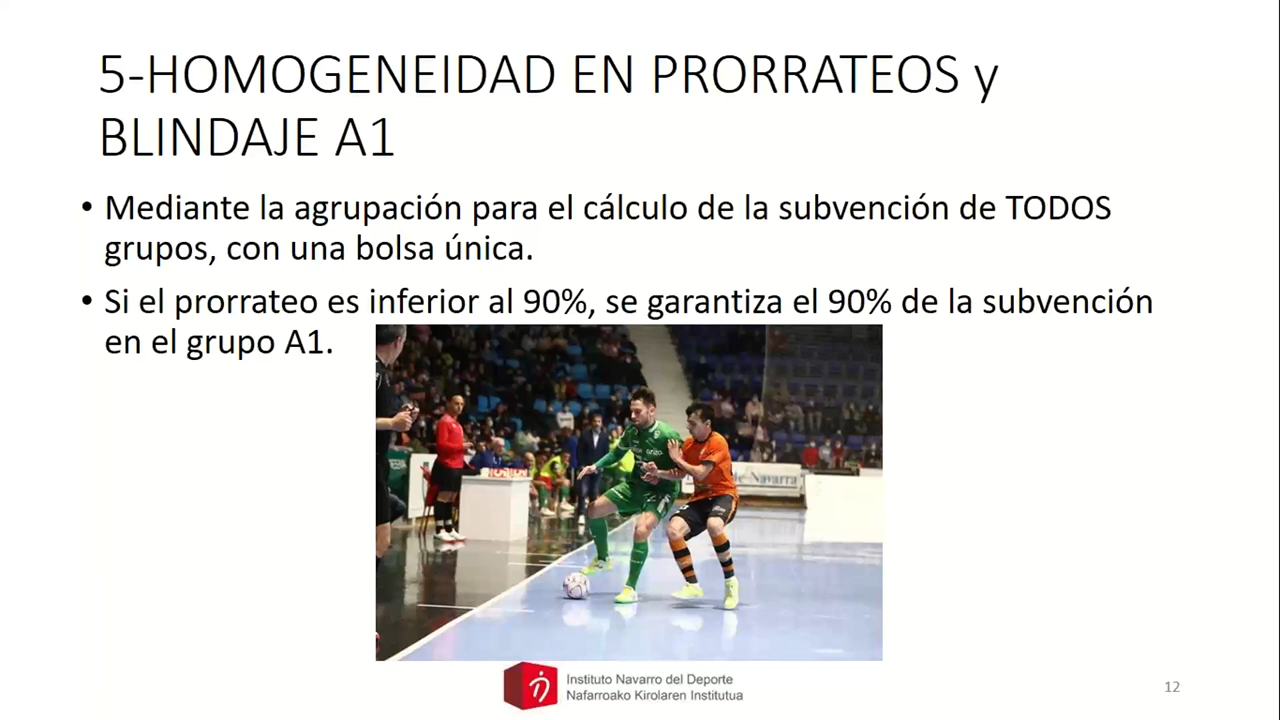 5-HOMOGENEIDAD EN PRORRATEOS y
BLINDAJE A1
• Mediante la agrupación para el cálculo de la subvención de TODOS
grupos, con una bolsa única.
• Si el prorrateo es inferior al 90%, se garantiza el 90% de la subvención
en el grupo A1.
de Navarra
Instituto Navarro del Deporte
Nafarroako Kirolaren Institutua
12